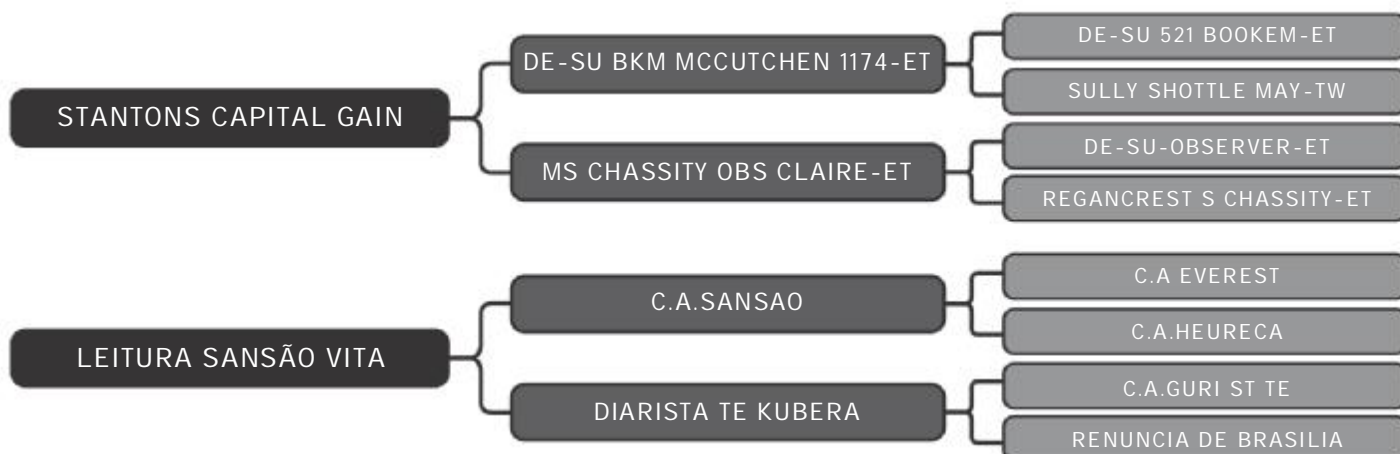 STANTONS CAPITAL GAIN
DE-SU BKM MCCUTCHEN 1174-ET
DE-SU 521 BOOKEM-ET
SULLY SHOTTLE MAY-TW
MS CHASSITY OBS CLAIRE-ET
DE-SU-OBSERVER-ET
REGANCREST S CHASSITY-ET
LEITURA SANSÃO VITA
C.A.SANSAO
C.A EVEREST
C.A.HEURECA
DIARISTA TE KUBERA
C.A.GURI ST TE
RENUNCIA DE BRASILIA